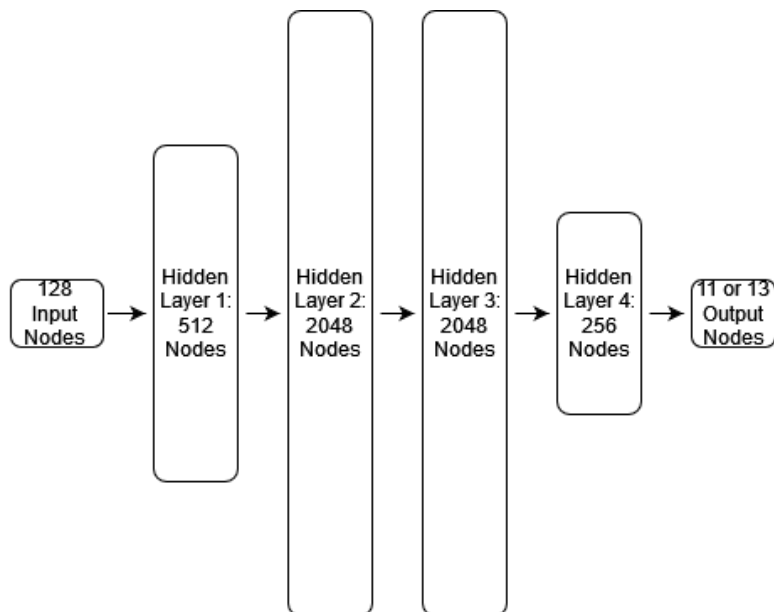 128
Input
Nodes
Hidden
Layer 1:
512
Nodes
Hidden
Layer 2:
2048
Nodes
Hidden
Layer 3:
2048
Nodes
Hidden
Layer 4:
256
Nodes
11 or 13
Output
Nodes